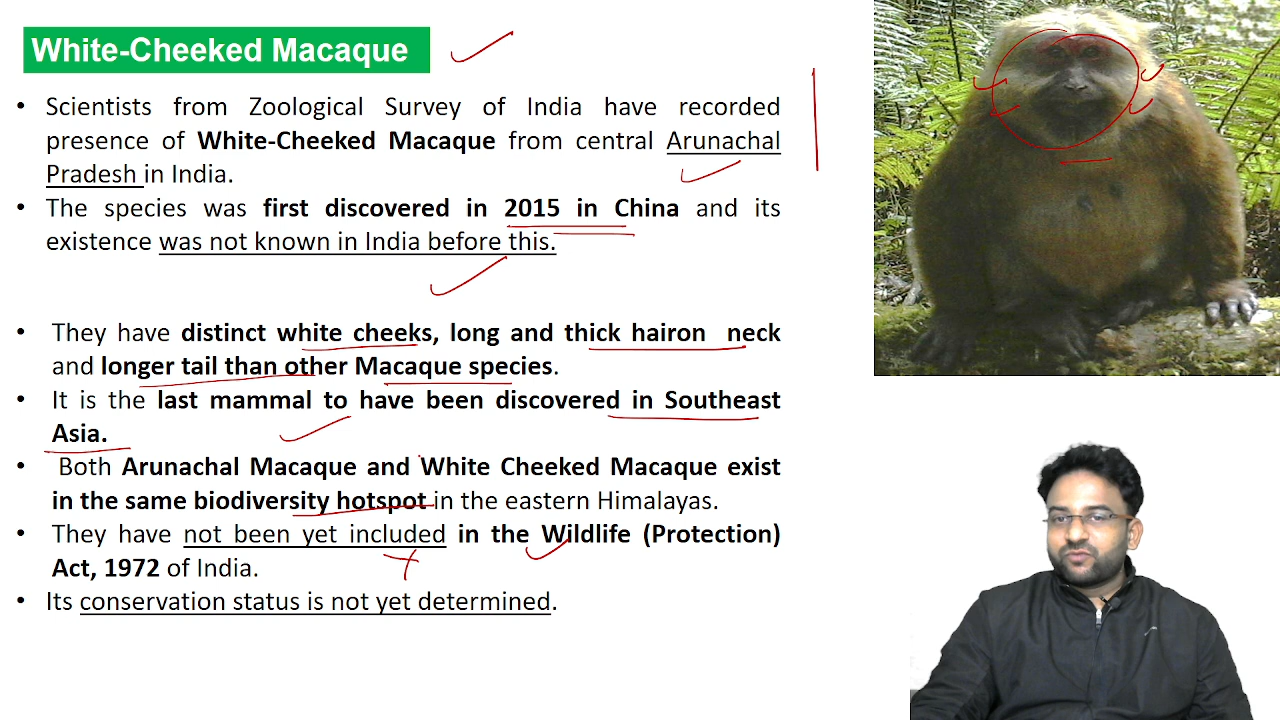 White-Cheeked Macaque
• Scientists from Zoological Survey of India have recorded
presence of White-Cheeked Macaque from central Arunachal
Pradesh in India.
• The species was first discovered in 2015 in China and its
existence was not known in India before this.
• They have distinct white cheeks, long and thick hairon neck
and longer tail than other Macaque species.
• It is the last mammal to have been discovered in Southeast
Asia.
• Both Arunachal Macaque and White Cheeked Macaque exist
in the same biodiversity hotspot in the eastern Himalayas.
• They have not been yet included in the Wildlife (Protection)
Act, 1972 of India.
• Its conservation status is not yet determined.